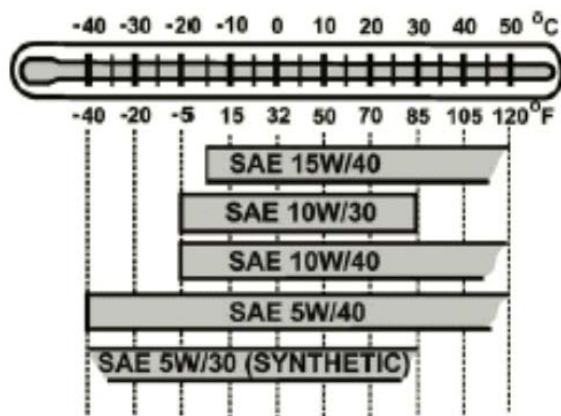 -40 -30 -20 -10 0 10 20 30 40 50 °C
-40 -20 -5 15 32 50 70 85 105 120 °F
SAE 15W/40
SAE 10W/30
SAE 10W/40
SAE 5W/40
SAE 5W/30 (SYNTHETIC)